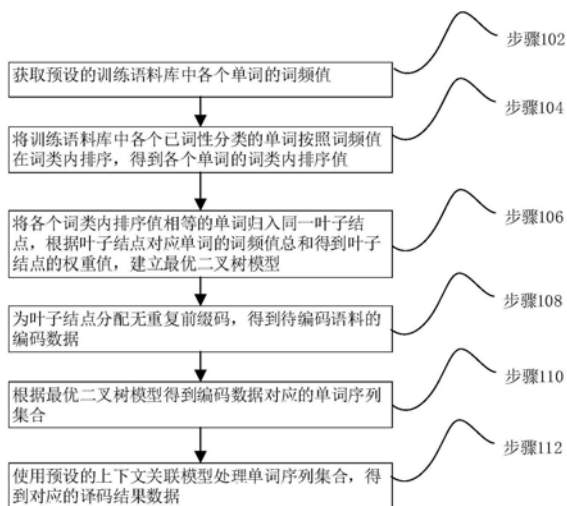 步骤102
获取预设的训练语料库中各个单词的词频值
步骤104
将训练语料库中各个已词性分类的单词按照词频值
在词类内排序，得到各个单词的词类内排序值
步骤106
将各个词类内排序值相等的单词归入同一叶子结
点，根据叶子结点对应单词的词频值总和得到叶子
结点的权重值，建立最优二叉树模型
步骤108
为叶子结点分配无重复前缀码，得到待编码语料的
编码数据
步骤110
根据最优二叉树模型得到编码数据对应的单词序列
集合
步骤112
使用预设的上下文关联模型处理单词序列集合，得
到对应的译码结果数据